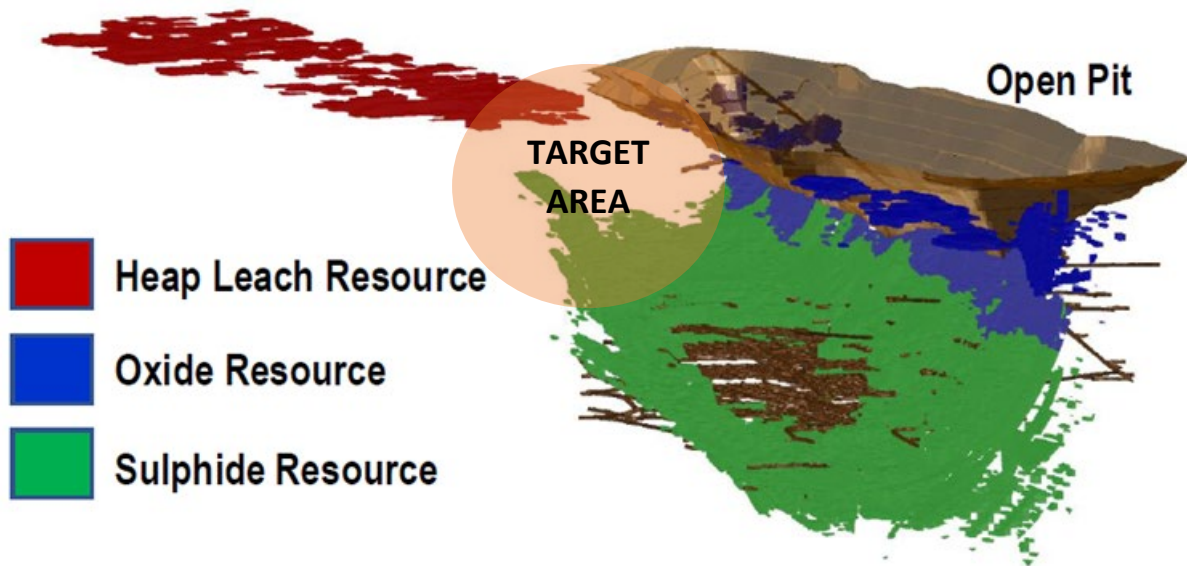 Open Pit
TARGET
AREA
Heap Leach Resource
Oxide Resource
Sulphide Resource